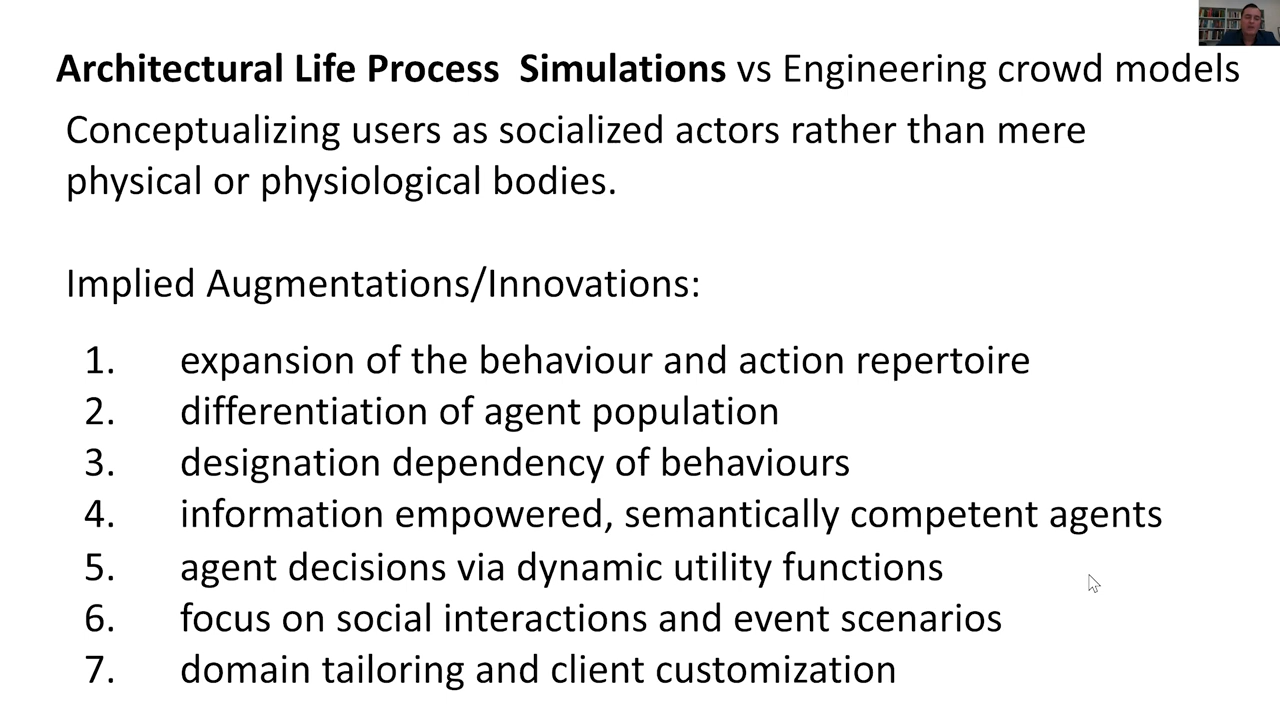 Architectural Life Process Simulations vs Engineering crowd models
Conceptualizing users as socialized actors rather than mere
physical or physiological bodies.
Implied Augmentations/Innovations:
1. expansion of the behaviour and action repertoire
2. differentiation of agent population
3. designation dependency of behaviours
4. information empowered, semantically competent agents
5. agent decisions via dynamic utility functions
6. focus on social interactions and event scenarios
7. domain tailoring and client customization